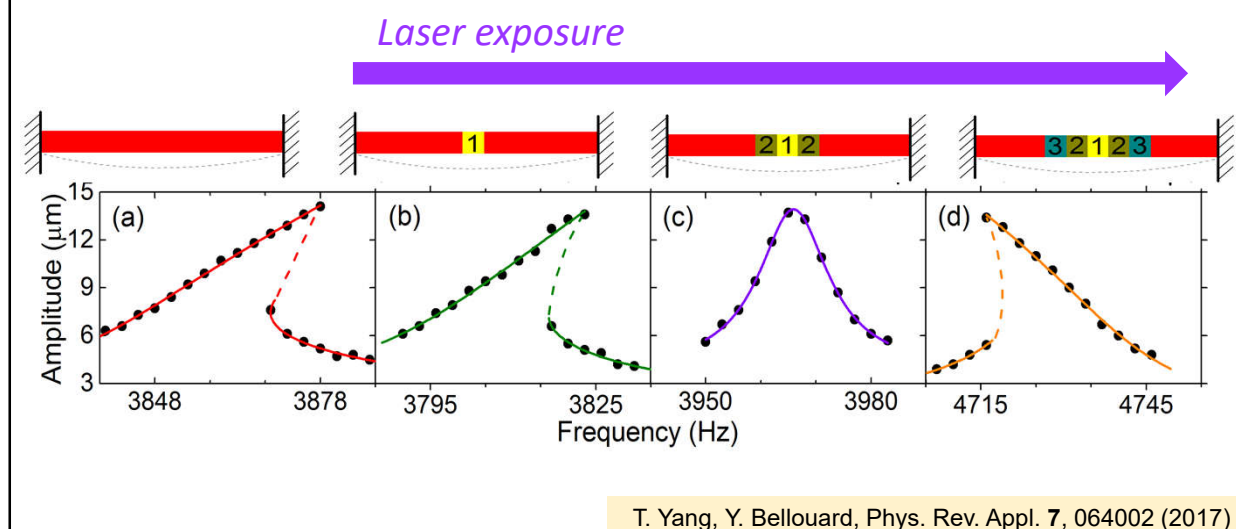 Laser exposure
1
2 1 2
3 2 1 2 3
Amplitude (μm)
15
12
9
6
3
(a)
(b)
(c)
(d)
3848 3878 3795 3825 3950 3980 4715 4745
Frequency (Hz)
T. Yang, Y. Bellouard, Phys. Rev. Appl. 7, 064002 (2017)